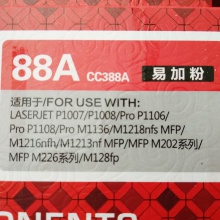 88A CC388A 易加粉
适用于/FOR USE WITH:
LASERJET P1007/P1008/Pro P1106/
Pro P1108/Pro M1136/M1218nfs MFP/
M1216nfh/M1213nf MFP/MFP M202系列/
MFP M226系列/M128fp